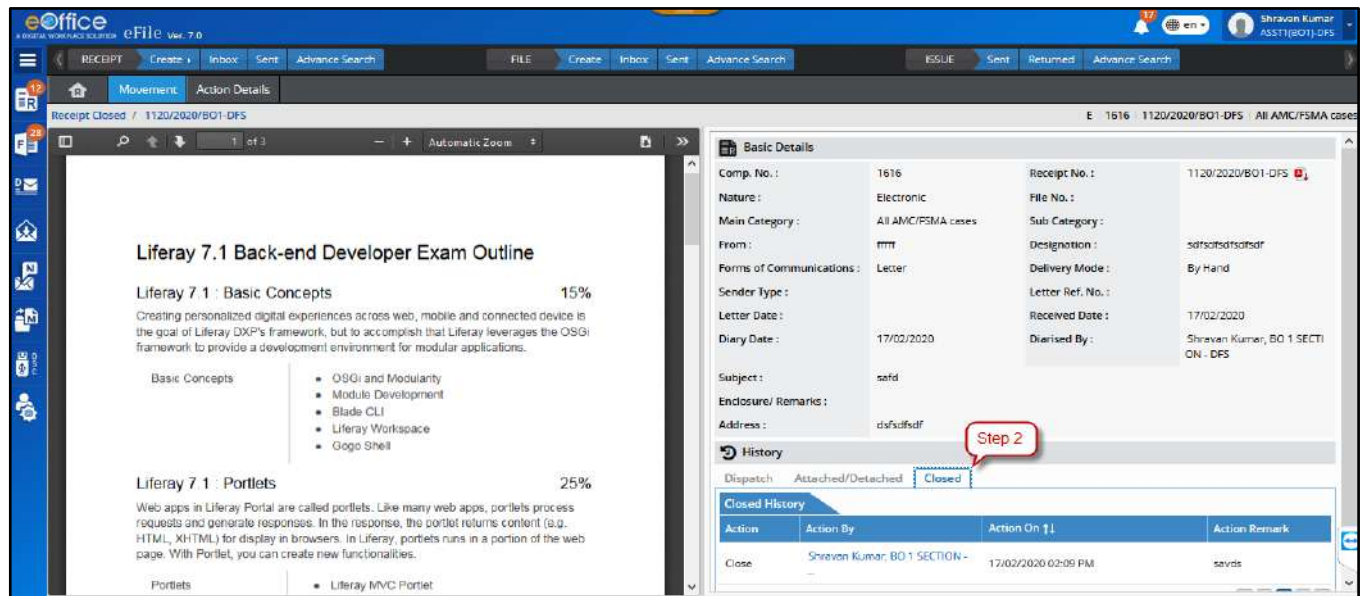 eOffice
A DIGITAL WORKPLACE SOLUTION
eFile Ver. 7.0
17
en
Shravan Kumar
ASST1(BO1)-DFS
RECEIPT Create Inbox Sent Advance Search FILE Create Inbox Sent Advance Search ISSUE Sent Returned Advance Search
12
R
Movement Action Details
Receipt Closed / 1120/2020/BO1-DFS
E 1616 1120/2020/BO1-DFS All AMC/FSMA cases
28
F
1 of 3 Automatic Zoom
Liferay 7.1 Back-end Developer Exam Outline
Liferay 7.1 : Basic Concepts 15%
Creating personalized digital experiences across web, mobile and connected device is
the goal of Liferay DXP's framework, but to accomplish that Liferay leverages the OSGi
framework to provide a development environment for modular applications.
Basic Concepts
• OSGi and Modularity
• Module Development
• Blade CLI
• Liferay Workspace
• Gogo Shell
Liferay 7.1 : Portlets 25%
Web apps in Liferay Portal are called portlets. Like many web apps, portlets process
requests and generate responses. In the response, the portlet returns content (e.g.
HTML, XHTML) for display in browsers. In Liferay, portlets runs in a portion of the web
page. With Portlet, you can create new functionalities.
Portlets • Liferay MVC Portlet
Basic Details
Comp. No. : 1616 Receipt No. : 1120/2020/BO1-DFS
Nature : Electronic File No. :
Main Category : All AMC/FSMA cases Sub Category :
From : fffff Designation : sdfsdfsdfsdfsdf
Forms of Communications : Letter Delivery Mode : By Hand
Sender Type : Letter Ref. No. :
Letter Date : Received Date : 17/02/2020
Diary Date : 17/02/2020 Diarised By : Shravan Kumar, BO 1 SECTI
ON - DFS
Subject : safd
Enclosure/ Remarks :
Address : dsfsdfsdf
Step 2
History
Dispatch Attached/Detached Closed
Closed History
Action Action By Action On Action Remark
Close Shravan Kumar, BO 1 SECTION -
...
17/02/2020 02:09 PM savds